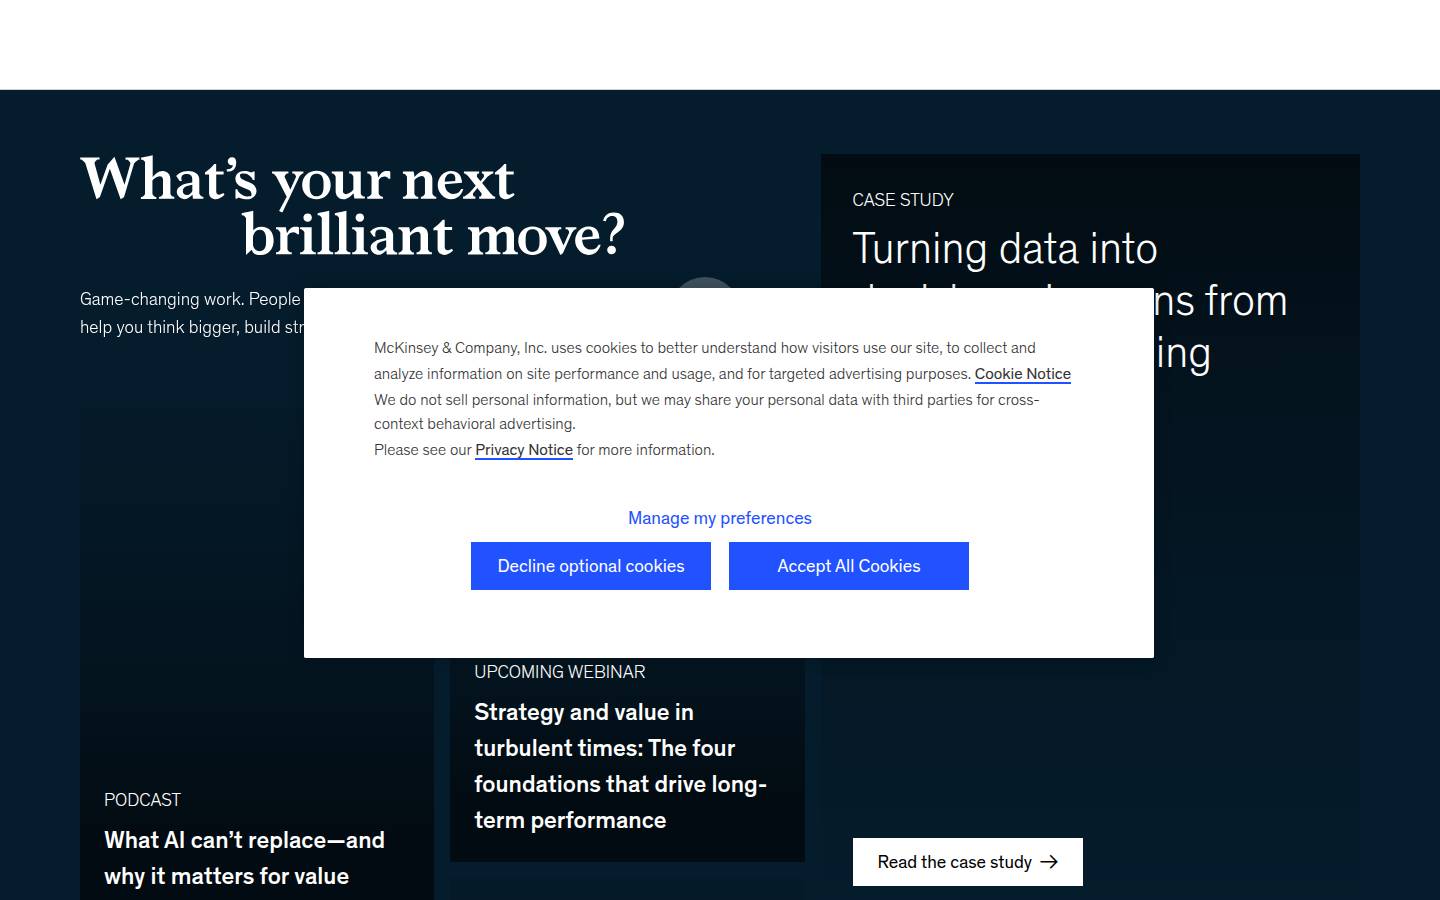 What's your next
brilliant move?
Game-changing work. People
help you think bigger, build
CASE STUDY
Turning data into
from
McKinsey & Company, Inc. uses cookies to better understand how visitors use our site, to collect and
analyze information on site performance and usage, and for targeted advertising purposes. Cookie Notice
We do not sell personal information, but we may share your personal data with third parties for cross-
context behavioral advertising.
Please see our Privacy Notice for more information.
Manage my preferences
Decline optional cookies
Accept All Cookies
UPCOMING WEBINAR
Strategy and value in
turbulent times: The four
foundations that drive long-
term performance
PODCAST
What AI can't replace—and
why it matters for value
Read the case study →